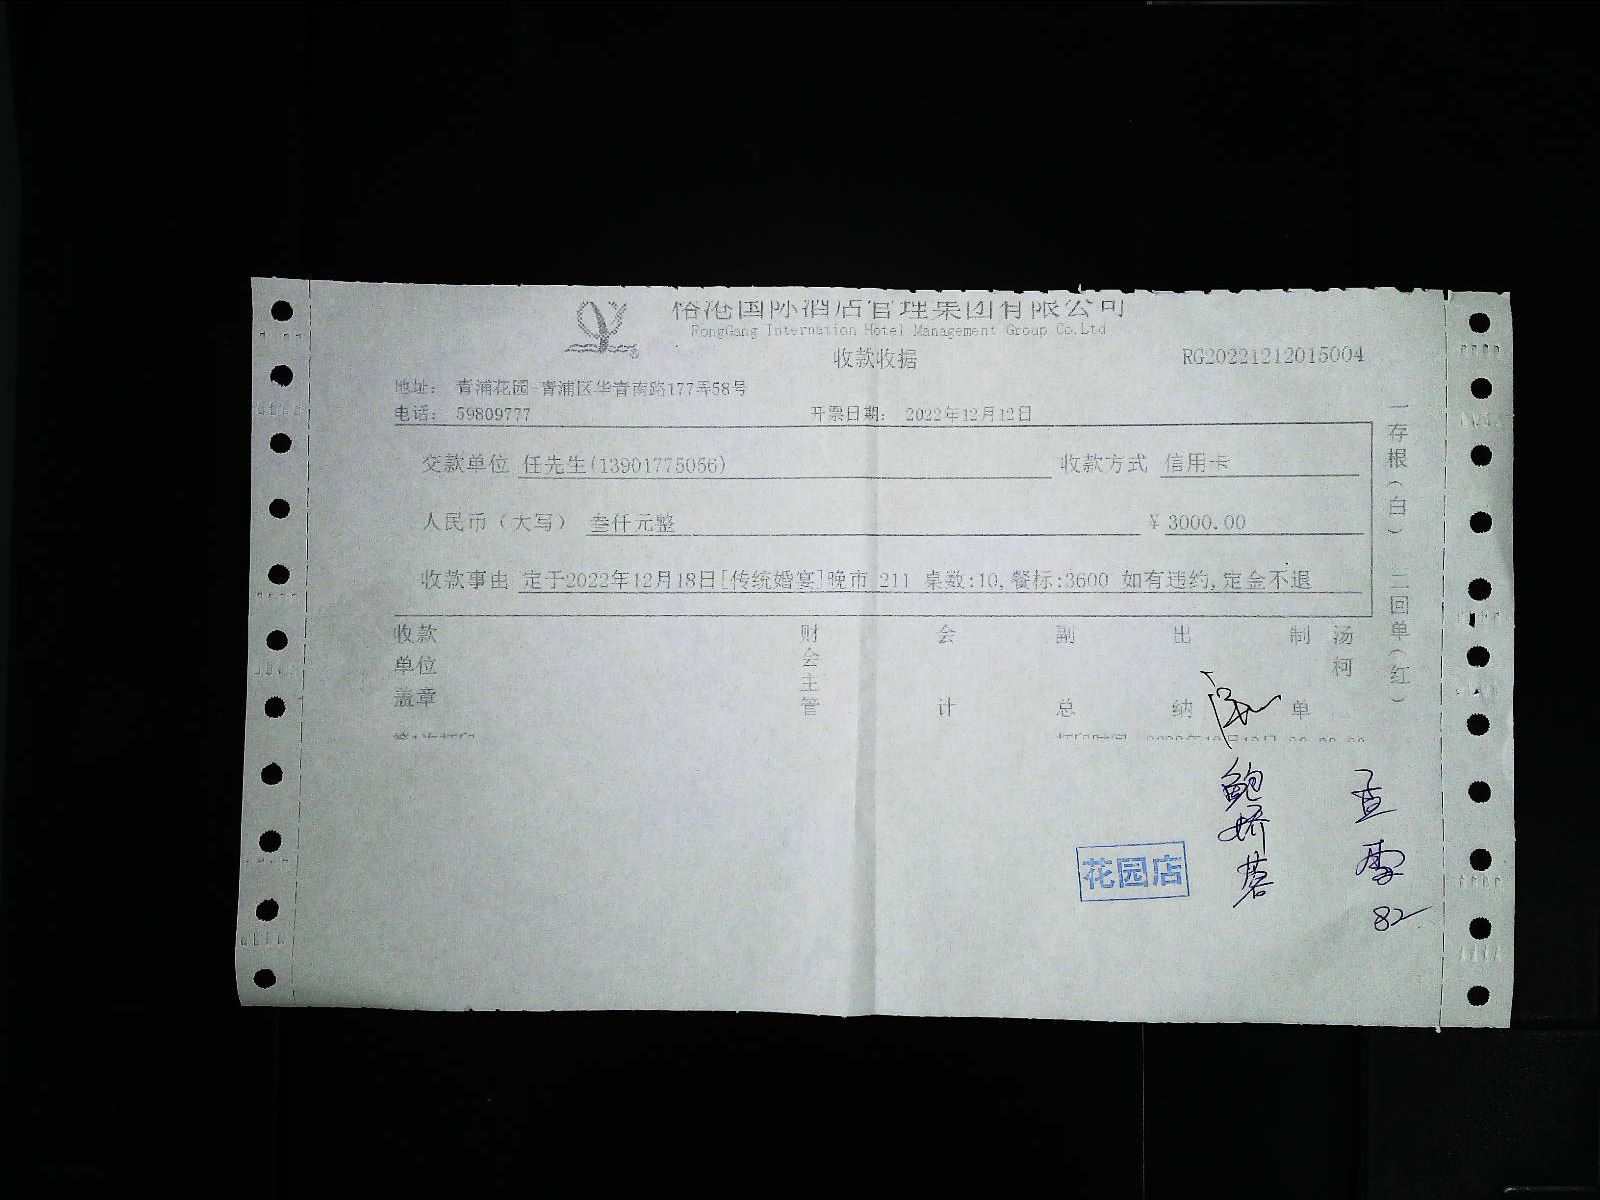 榕港国际酒店管理集团有限公司
RongGang Internation Hotel Management Group Co,Ltd
收款收据
RG20221212015004
地址： 青浦花园-青浦区华青南路177弄58号
电话： 59809777
开票日期： 2022年12月12日
交款单位 任先生(13901775056)
收款方式 信用卡
人民币（大写） 叁仟元整
¥ 3000.00
收款事由 定于2022年12月18日[传统婚宴]晚市 211 桌数:10,餐标:3600 如有违约,定金不退
一存根（白） 二回单（红）
收款单位盖章
财会主管
会计
副总
出纳
制单
汤柯
鲍娇蓉
孟雪
82
花园店